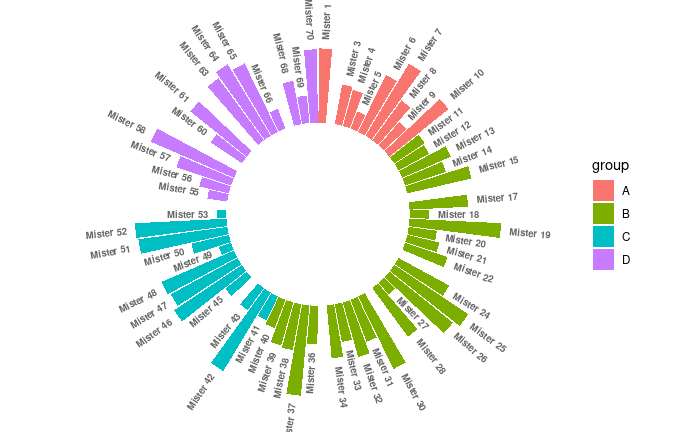 Mister 1
Mister 3
Mister 4
Mister 5
Mister 6
Mister 7
Mister 8
Mister 9
Mister 10
Mister 11
Mister 12
Mister 13
Mister 14
Mister 15
Mister 17
Mister 18
Mister 19
Mister 20
Mister 21
Mister 22
Mister 24
Mister 25
Mister 26
Mister 27
Mister 28
Mister 30
Mister 31
Mister 32
Mister 33
Mister 34
Mister 36
ister 37
Mister 38
Mister 39
Mister 40
Mister 41
Mister 42
Mister 43
Mister 45
Mister 46
Mister 47
Mister 48
Mister 49
Mister 50
Mister 51
Mister 52
Mister 53
Mister 55
Mister 56
Mister 57
Mister 58
Mister 60
Mister 61
Mister 63
Mister 64
Mister 65
Mister 66
Mister 68
Mister 69
Mister 70
group
A
B
C
D